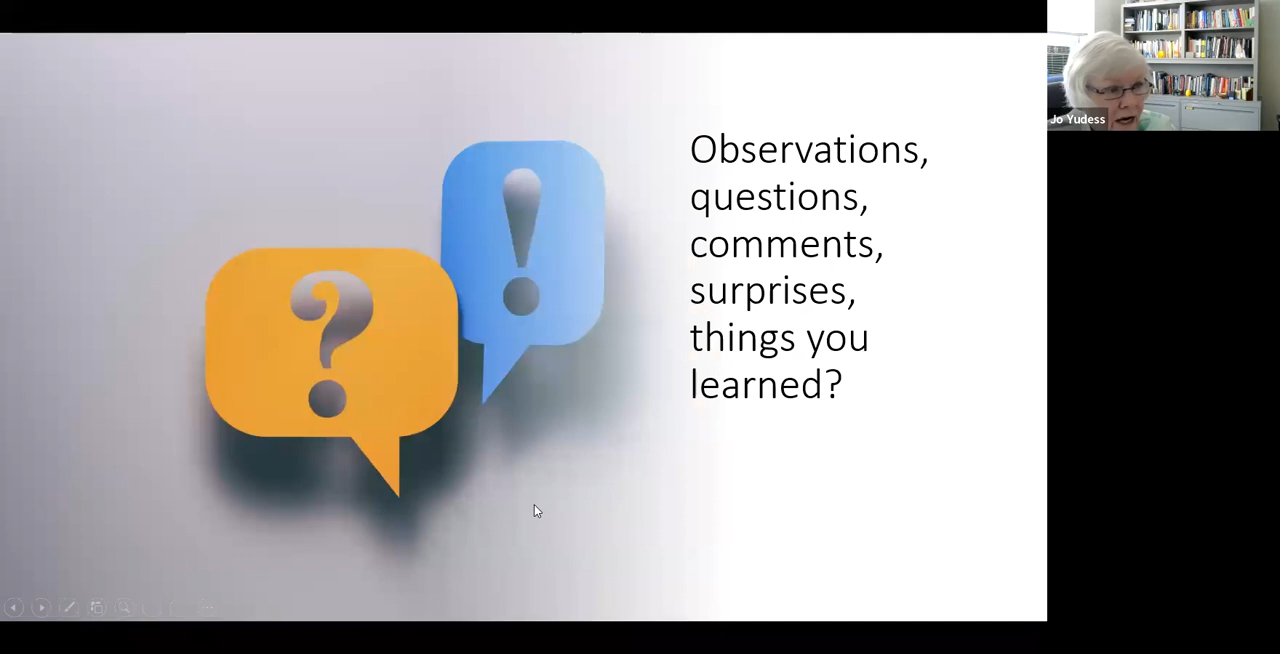 Observations,
questions,
comments,
surprises,
things you
learned?
Jo Yudess